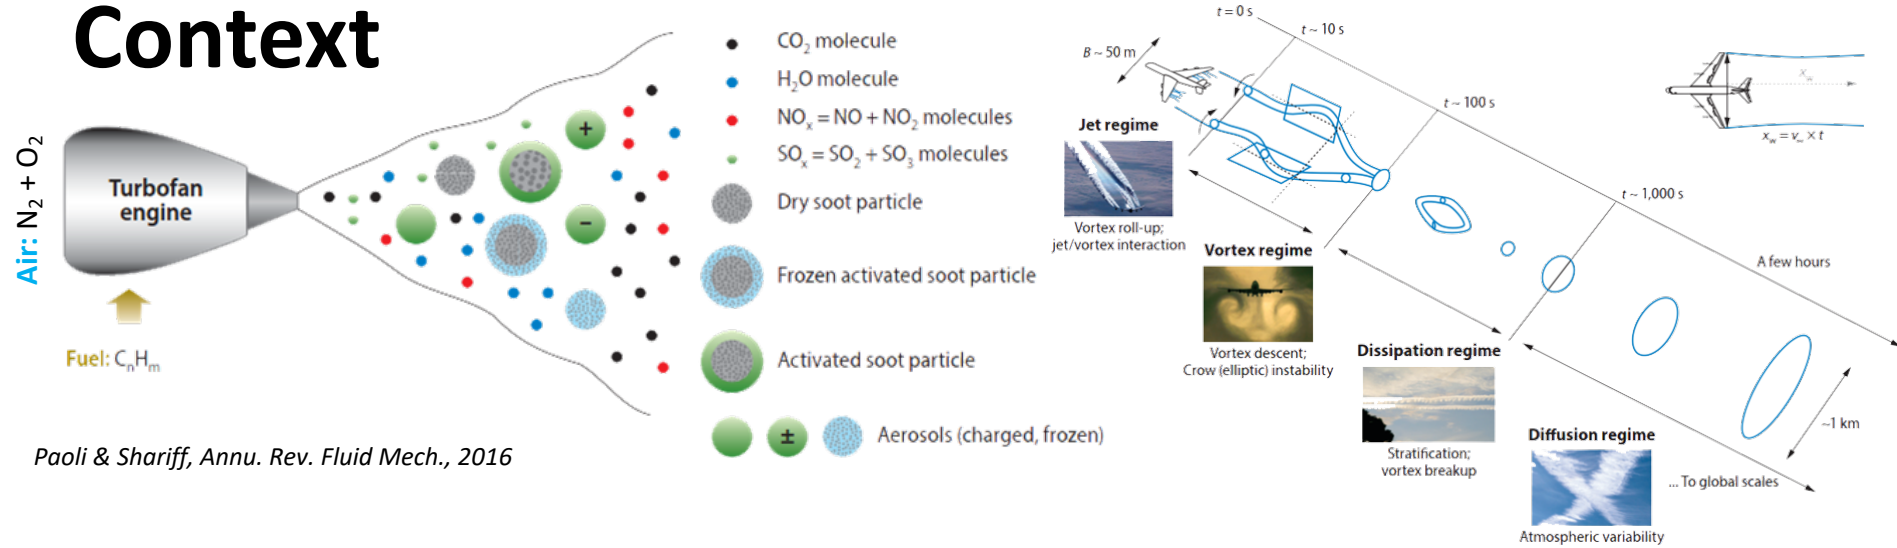 Context
Air: N₂ + O₂
Turbofan
engine
Fuel: CₙHₘ
Paoli & Shariff, Annu. Rev. Fluid Mech., 2016
CO₂ molecule
H₂O molecule
NOₓ = NO + NO₂ molecules
SOₓ = SO₂ + SO₃ molecules
Dry soot particle
Frozen activated soot particle
Activated soot particle
Aerosols (charged, frozen)
+
−
±
t = 0 s
t ~ 10 s
B ~ 50 m
t ~ 100 s
t ~ 1,000 s
A few hours
Jet regime
Vortex roll-up;
jet/vortex interaction
Vortex regime
Vortex descent;
Crow (elliptic) instability
Dissipation regime
Stratification;
vortex breakup
Diffusion regime
Atmospheric variability
... To global scales
~1 km
x_w = v_∞ × t